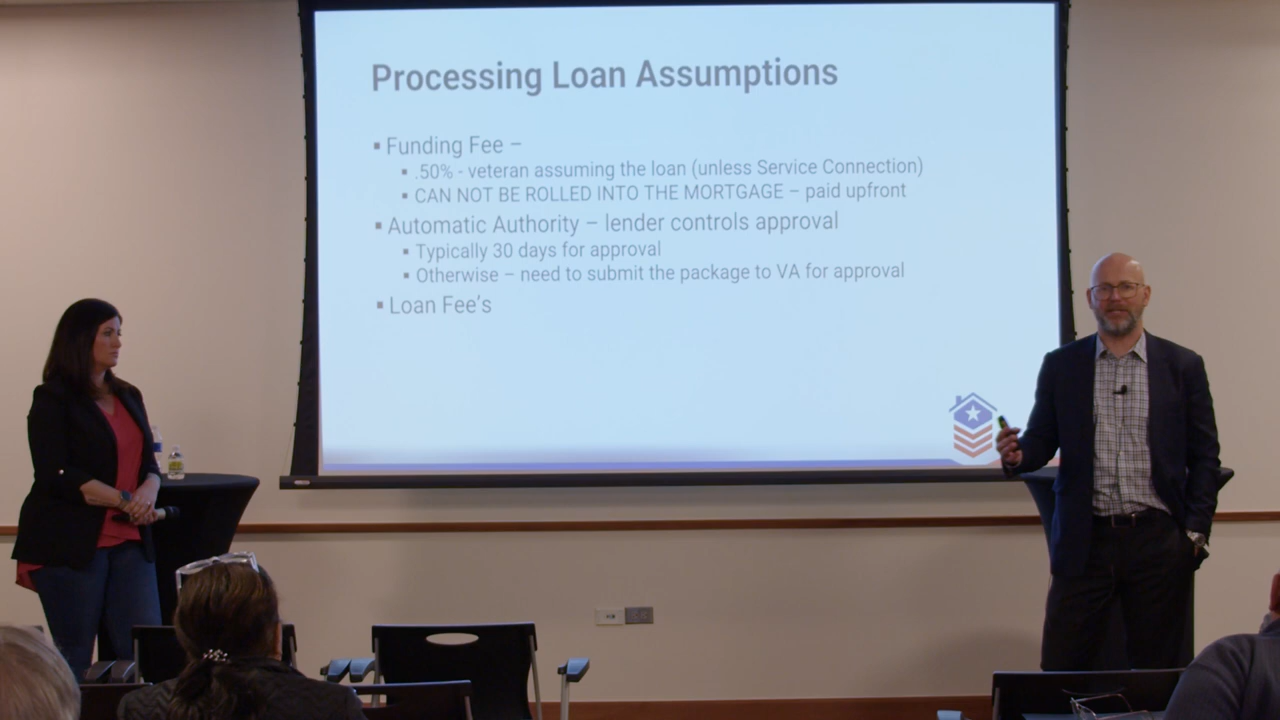 Processing Loan Assumptions
▪ Funding Fee –
▪ .50% - veteran assuming the loan (unless Service Connection)
▪ CAN NOT BE ROLLED INTO THE MORTGAGE – paid upfront
▪ Automatic Authority – lender controls approval
▪ Typically 30 days for approval
▪ Otherwise – need to submit the package to VA for approval
▪ Loan Fee's